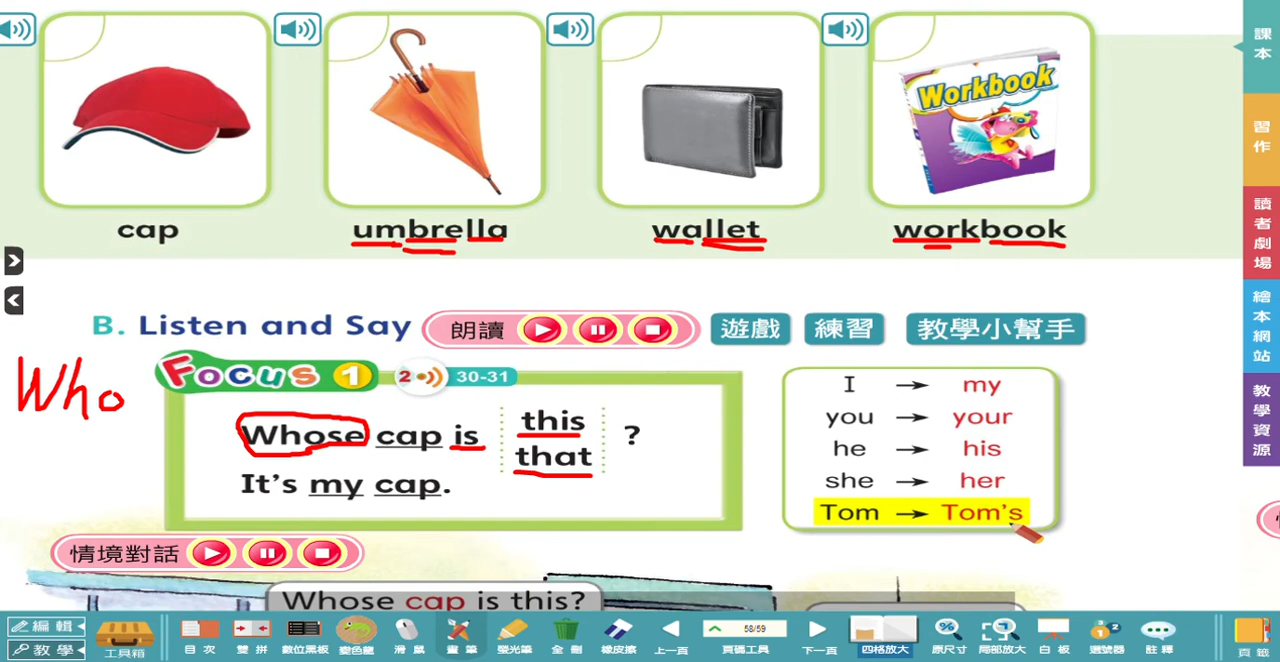 cap umbrella wallet workbook
Workbook
課本
習作
讀者劇場
繪本網站
教學資源
B. Listen and Say 朗讀 遊戲 練習 教學小幫手
Who
Focus 1 2 30-31
Whose cap is this that ?
It's my cap.
I → my
you → your
he → his
she → her
Tom → Tom's
情境對話
Whose cap is this?
編輯
教學
工具箱 目次 雙拼 數位黑板 變色龍 滑鼠 畫筆 螢光筆 全刪 橡皮擦 上一頁 58/59 頁碼工具 下一頁 四格放大 原尺寸 局部放大 白板 選號器 註釋 頁籤